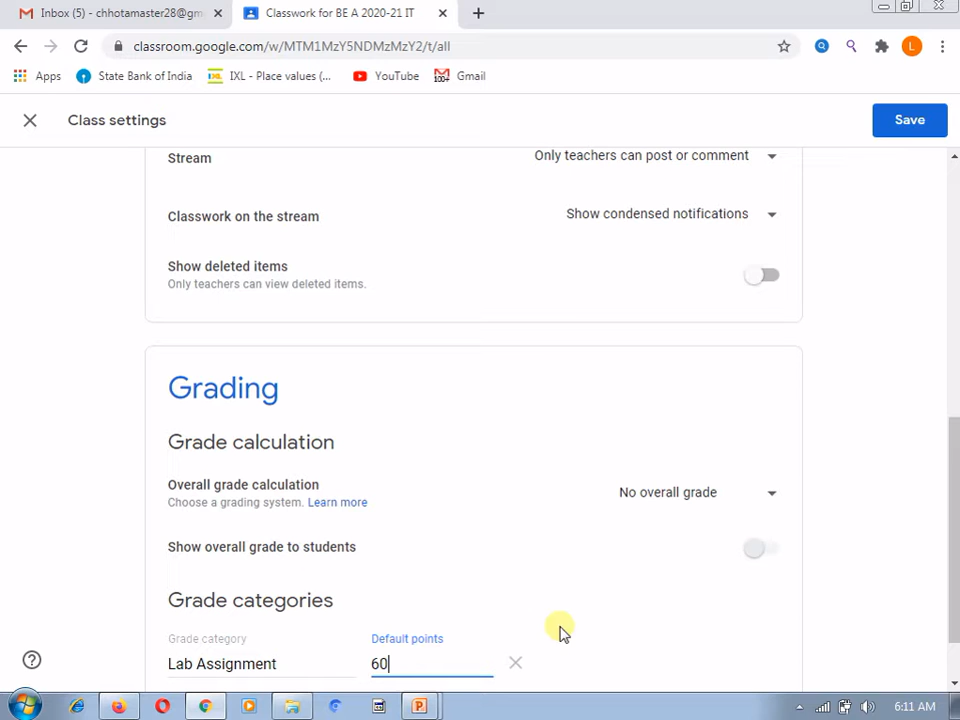 Inbox (5) - chhotamaster28@gm
Classwork for BE A 2020-21 IT
classroom.google.com/w/MTM1MzY5NDMzMzY2/t/all
L
Apps
State Bank of India
IXL - Place values (...
YouTube
100+
Gmail
Class settings
Save
Stream
Only teachers can post or comment
Classwork on the stream
Show condensed notifications
Show deleted items
Only teachers can view deleted items.
Grading
Grade calculation
Overall grade calculation
Choose a grading system. Learn more
No overall grade
Show overall grade to students
Grade categories
Grade category
Default points
Lab Assignment
60
6:11 AM